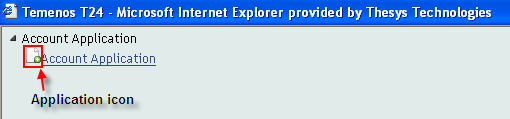 Temenos T24 - Microsoft Internet Explorer provided by Thesys Technologies
Account Application
Account Application
Application icon